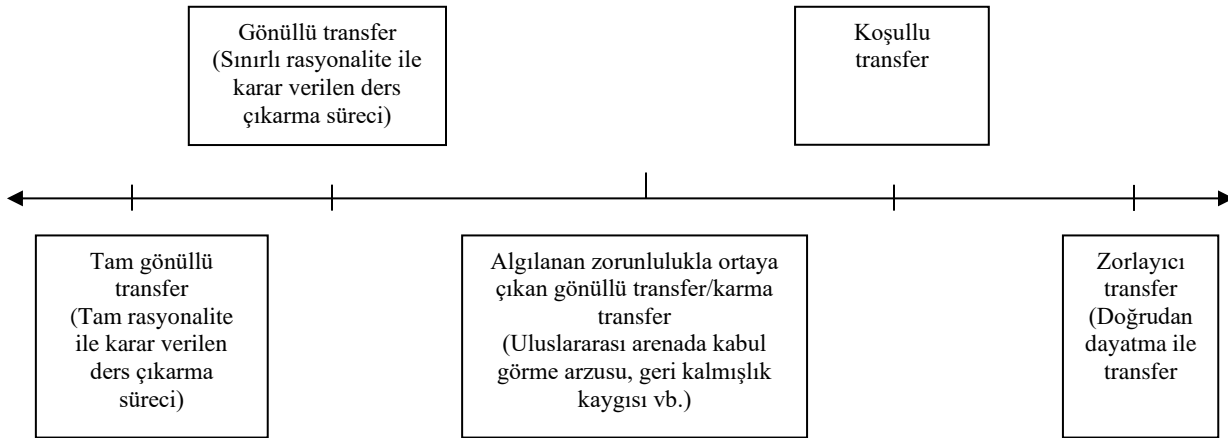 Gönüllü transfer
(Sınırlı rasyonalite ile
karar verilen ders
çıkarma süreci)
Koşullu
transfer
Tam gönüllü
transfer
(Tam rasyonalite
ile karar verilen
ders çıkarma
süreci)
Algılanan zorunlulukla ortaya
çıkan gönüllü transfer/karma
transfer
(Uluslararası arenada kabul
görme arzusu, geri kalmışlık
kaygısı vb.)
Zorlayıcı
transfer
(Doğrudan
dayatma ile
transfer